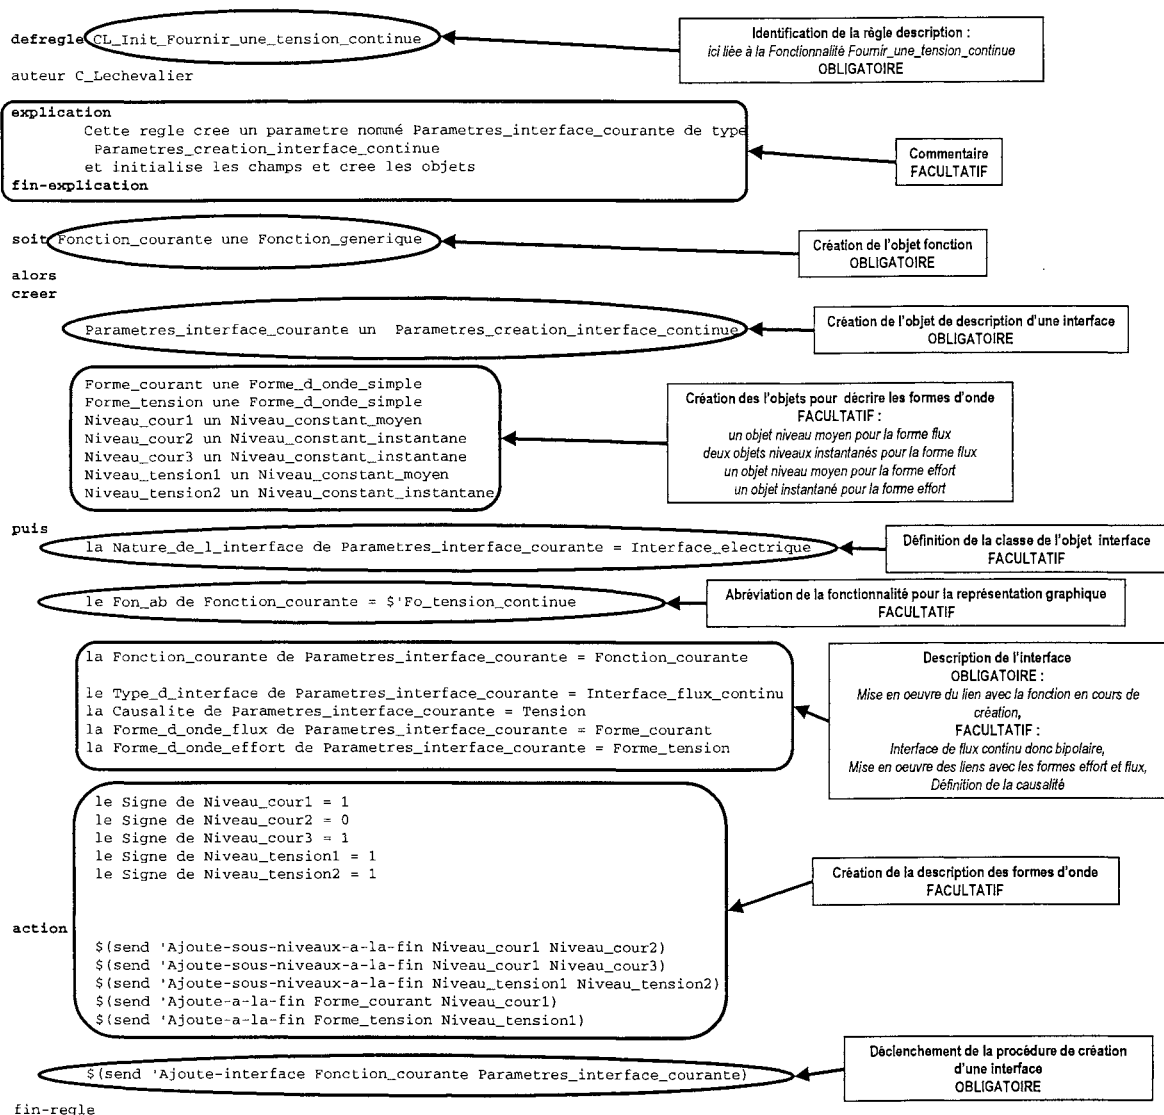 defregle CL_Init_Fournir_une_tension_continue
Identification de la règle description :
ici liée à la Fonctionnalité Fournir_une_tension_continue
OBLIGATOIRE
auteur C_Lechevalier
explication
Cette regle cree un parametre nommé Parametres_interface_courante de type
Parametres_creation_interface_continue
et initialise les champs et cree les objets
fin-explication
Commentaire
FACULTATIF
soit Fonction_courante une Fonction_generique
Création de l'objet fonction
OBLIGATOIRE
alors
creer
Parametres_interface_courante un Parametres_creation_interface_continue
Création de l'objet de description d'une interface
OBLIGATOIRE
Forme_courant une Forme_d_onde_simple
Forme_tension une Forme_d_onde_simple
Niveau_cour1 un Niveau_constant_moyen
Niveau_cour2 un Niveau_constant_instantane
Niveau_cour3 un Niveau_constant_instantane
Niveau_tension1 un Niveau_constant_moyen
Niveau_tension2 un Niveau_constant_instantane
Création des l'objets pour décrire les formes d'onde
FACULTATIF :
un objet niveau moyen pour la forme flux
deux objets niveaux instantanés pour la forme flux
un objet niveau moyen pour la forme effort
un objet instantané pour la forme effort
puis
la Nature_de_l_interface de Parametres_interface_courante = Interface_electrique
Définition de la classe de l'objet interface
FACULTATIF
le Fon_ab de Fonction_courante = $'Fo_tension_continue
Abréviation de la fonctionnalité pour la représentation graphique
FACULTATIF
la Fonction_courante de Parametres_interface_courante = Fonction_courante
le Type_d_interface de Parametres_interface_courante = Interface_flux_continu
la Causalite de Parametres_interface_courante = Tension
la Forme_d_onde_flux de Parametres_interface_courante = Forme_courant
la Forme_d_onde_effort de Parametres_interface_courante = Forme_tension
Description de l'interface
OBLIGATOIRE :
Mise en oeuvre du lien avec la fonction en cours de
création,
FACULTATIF :
Interface de flux continu donc bipolaire,
Mise en oeuvre des liens avec les formes effort et flux,
Définition de la causalité
le Signe de Niveau_cour1 = 1
le Signe de Niveau_cour2 = 0
le Signe de Niveau_cour3 = 1
le Signe de Niveau_tension1 = 1
le Signe de Niveau_tension2 = 1
Création de la description des formes d'onde
FACULTATIF
action
$(send 'Ajoute-sous-niveaux-a-la-fin Niveau_cour1 Niveau_cour2)
$(send 'Ajoute-sous-niveaux-a-la-fin Niveau_cour1 Niveau_cour3)
$(send 'Ajoute-sous-niveaux-a-la-fin Niveau_tension1 Niveau_tension2)
$(send 'Ajoute-a-la-fin Forme_courant Niveau_cour1)
$(send 'Ajoute-a-la-fin Forme_tension Niveau_tension1)
$(send 'Ajoute-interface Fonction_courante Parametres_interface_courante)
Déclenchement de la procédure de création
d'une interface
OBLIGATOIRE
fin-regle